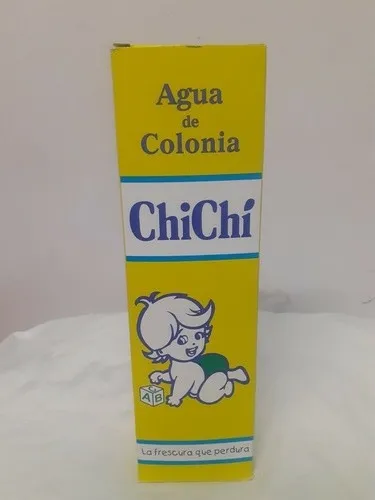 Agua
de
Colonia
ChiChí
C
A B
La frescura que perdura